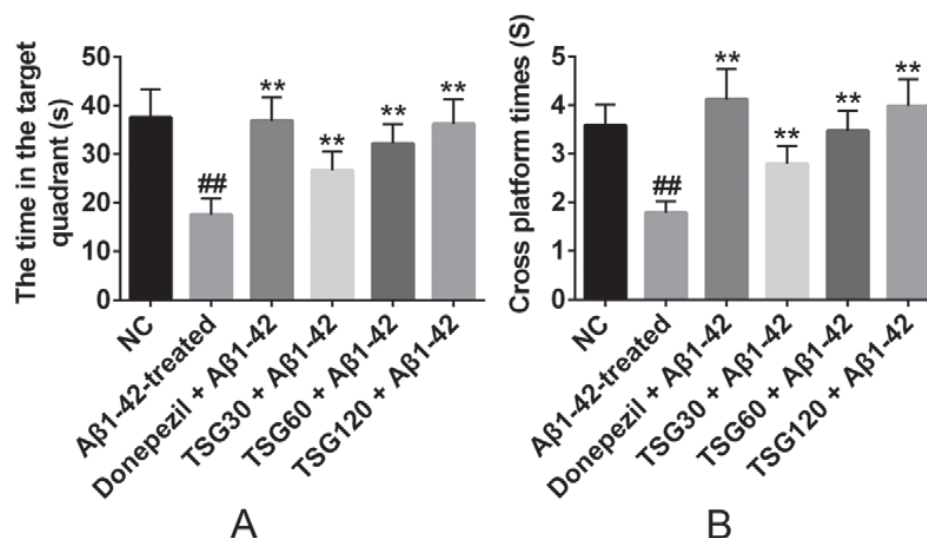 The time in the target
quadrant (s)
50
40
30
20
10
0
##
**
**
**
**
NC
Aβ1-42-treated
Donepezil + Aβ1-42
TSG30 + Aβ1-42
TSG60 + Aβ1-42
TSG120 + Aβ1-42
A
Cross platform times (S)
5
4
3
2
1
0
##
**
**
**
**
NC
Aβ1-42-treated
Donepezil + Aβ1-42
TSG30 + Aβ1-42
TSG60 + Aβ1-42
TSG120 + Aβ1-42
B